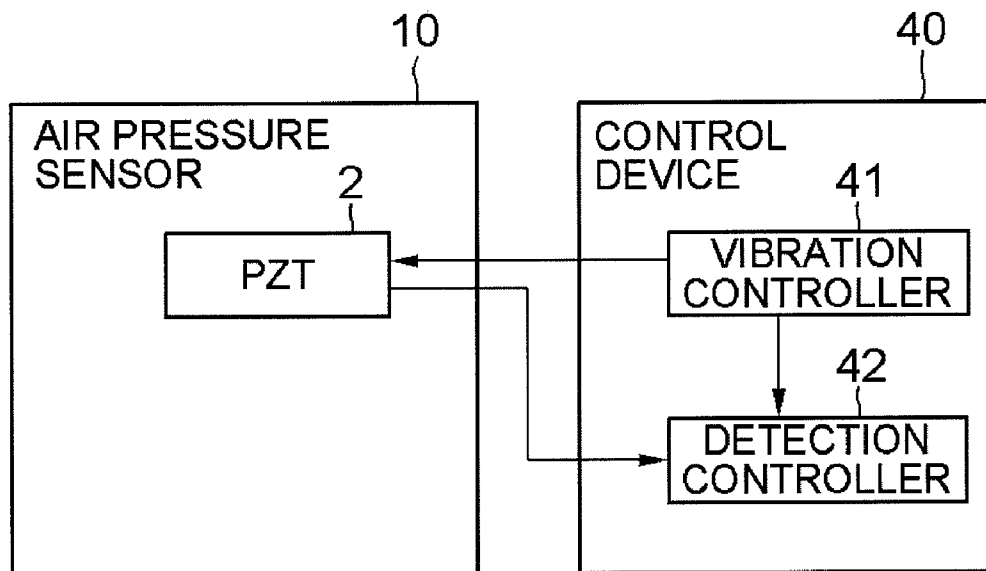 10
40
AIR PRESSURE
SENSOR
2
PZT
CONTROL
DEVICE
41
VIBRATION
CONTROLLER
42
DETECTION
CONTROLLER